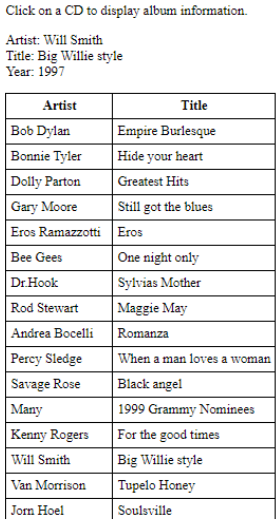 Click on a CD to display album information.
Artist: Will Smith
Title: Big Willie style
Year: 1997
Artist Title
Bob Dylan Empire Burlesque
Bonnie Tyler Hide your heart
Dolly Parton Greatest Hits
Gary Moore Still got the blues
Eros Ramazzotti Eros
Bee Gees One night only
Dr.Hook Sylvias Mother
Rod Stewart Maggie May
Andrea Bocelli Romanza
Percy Sledge When a man loves a woman
Savage Rose Black angel
Many 1999 Grammy Nominees
Kenny Rogers For the good times
Will Smith Big Willie style
Van Morrison Tupelo Honey
Jorn Hoel Soulsville